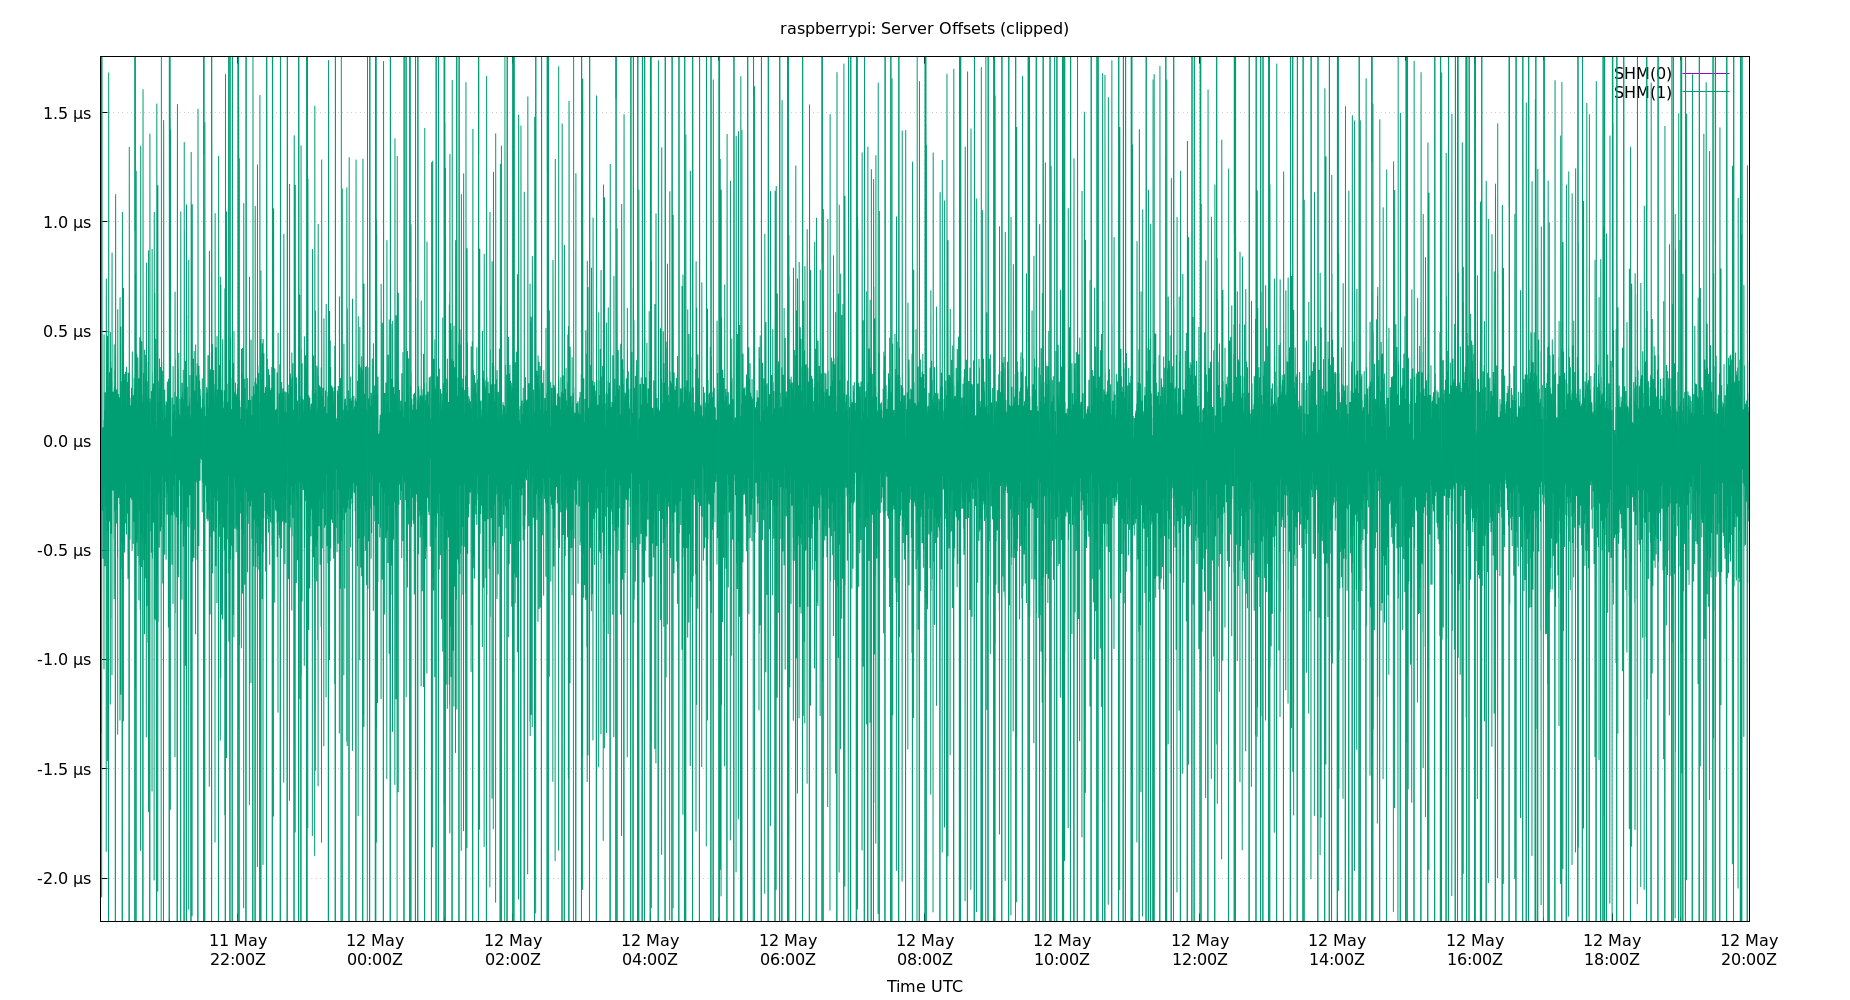 raspberrypi: Server Offsets (clipped)
SHM(0)
SHM(1)
1.5 µs
1.0 µs
0.5 µs
0.0 µs
-0.5 µs
-1.0 µs
-1.5 µs
-2.0 µs
11 May 12 May 12 May 12 May 12 May 12 May 12 May 12 May 12 May 12 May 12 May 12 May
22:00Z 00:00Z 02:00Z 04:00Z 06:00Z 08:00Z 10:00Z 12:00Z 14:00Z 16:00Z 18:00Z 20:00Z
Time UTC